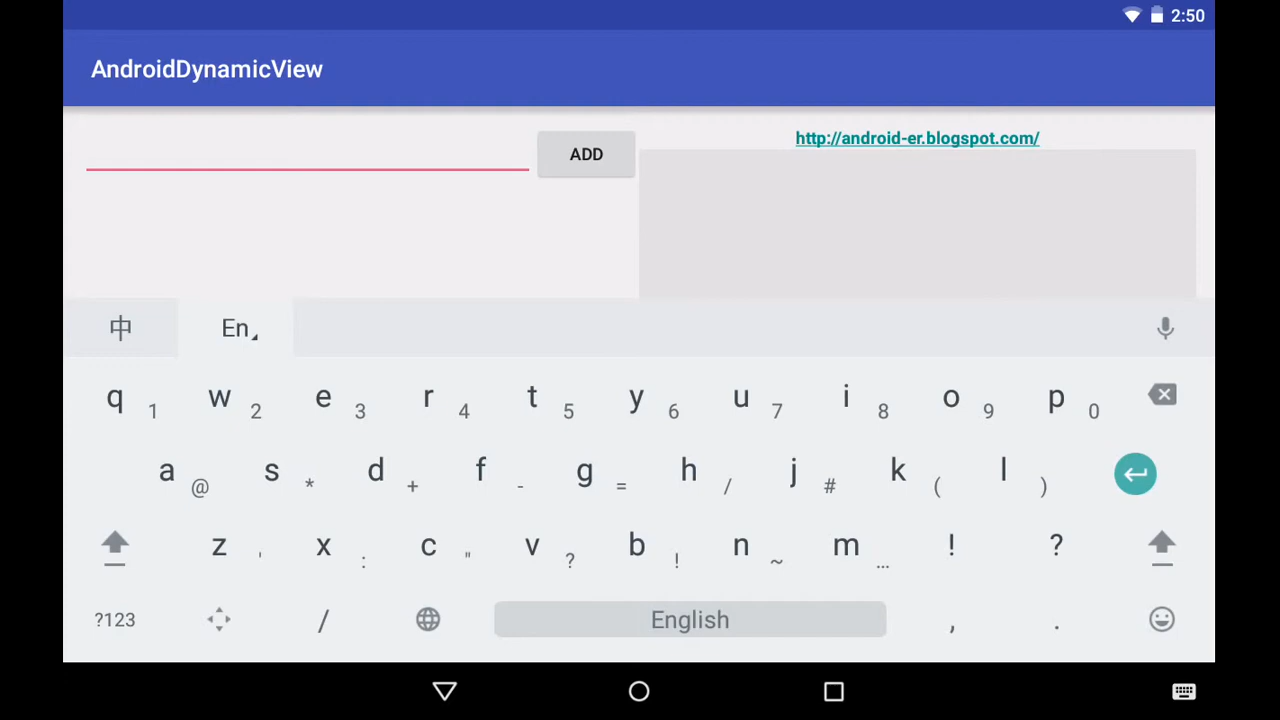 2:50
AndroidDynamicView
ADD
http://android-er.blogspot.com/
中 En
q 1 w 2 e 3 r 4 t 5 y 6 u 7 i 8 o 9 p 0
a @ s * d + f - g = h / j # k ( l )
z ' x : c " v ? b ! n ~ m … ! ?
?123 / English , .